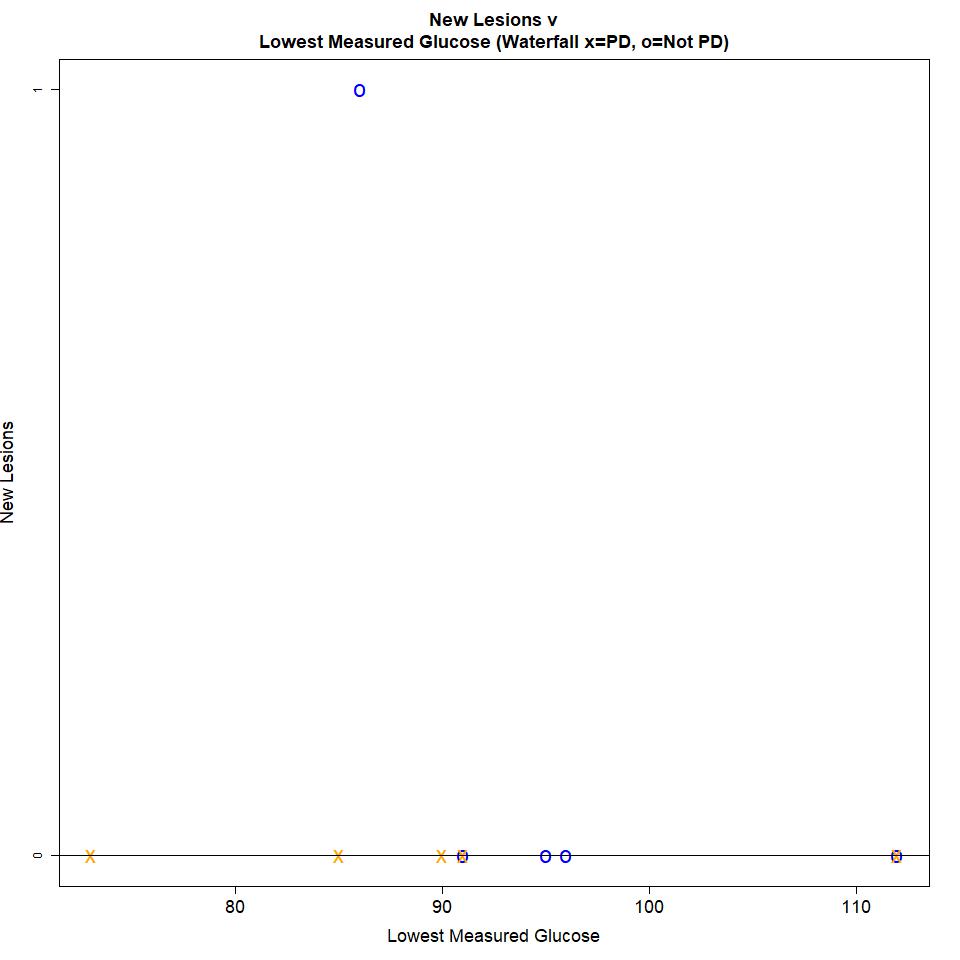 New Lesions v
Lowest Measured Glucose (Waterfall x=PD, o=Not PD)
New Lesions
1
0
80 90 100 110
Lowest Measured Glucose